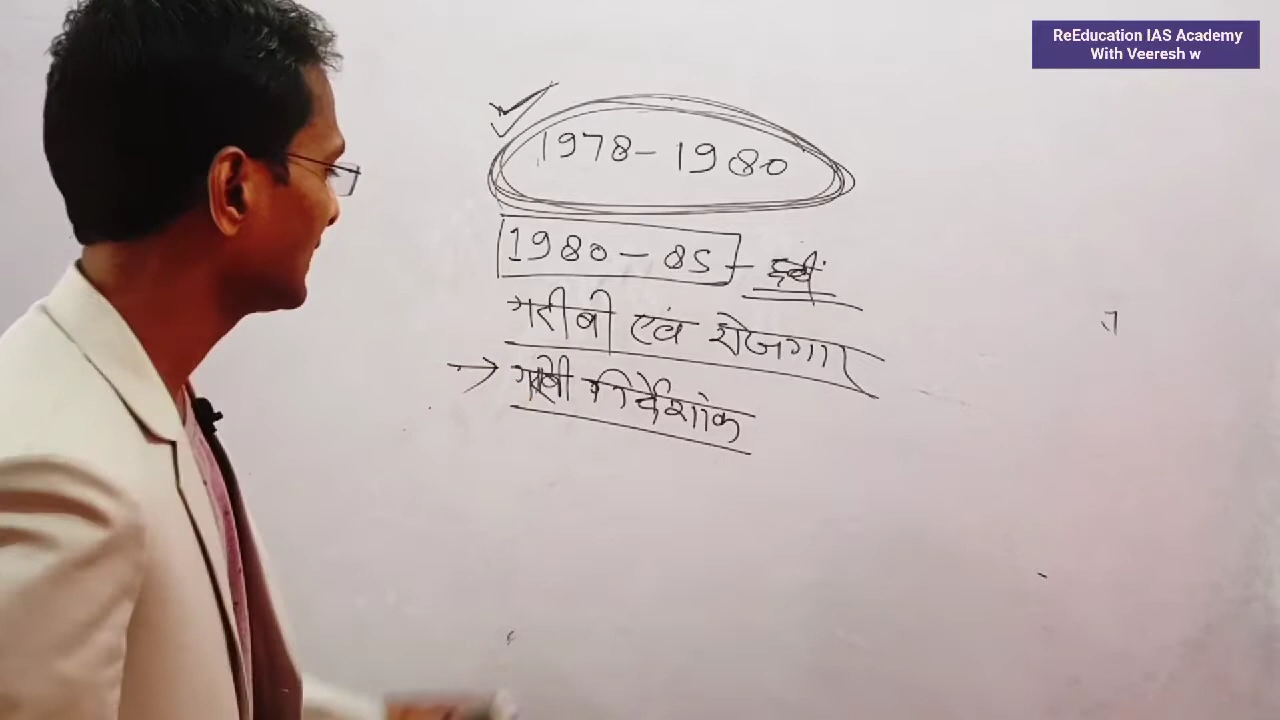 ReEducation IAS Academy
With Veeresh w
1978-1980
1980-85-
गरीबी एवं रोजगार
→ गरीबी निर्देशांक